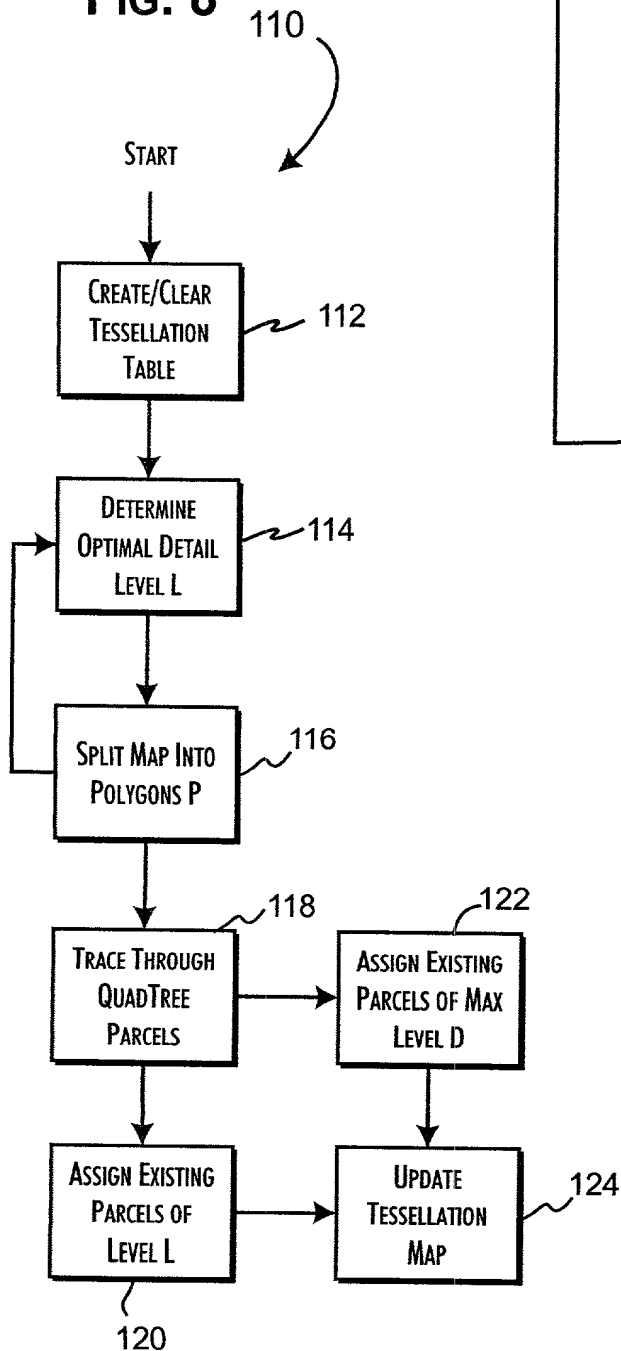 110
START
CREATE/CLEAR
TESSELLATION
TABLE
112
DETERMINE
OPTIMAL DETAIL
LEVEL L
114
SPLIT MAP INTO
POLYGONS P
116
TRACE THROUGH
QUADTREE
PARCELS
118
ASSIGN EXISTING
PARCELS OF MAX
LEVEL D
122
ASSIGN EXISTING
PARCELS OF
LEVEL L
120
UPDATE
TESSELLATION
MAP
124